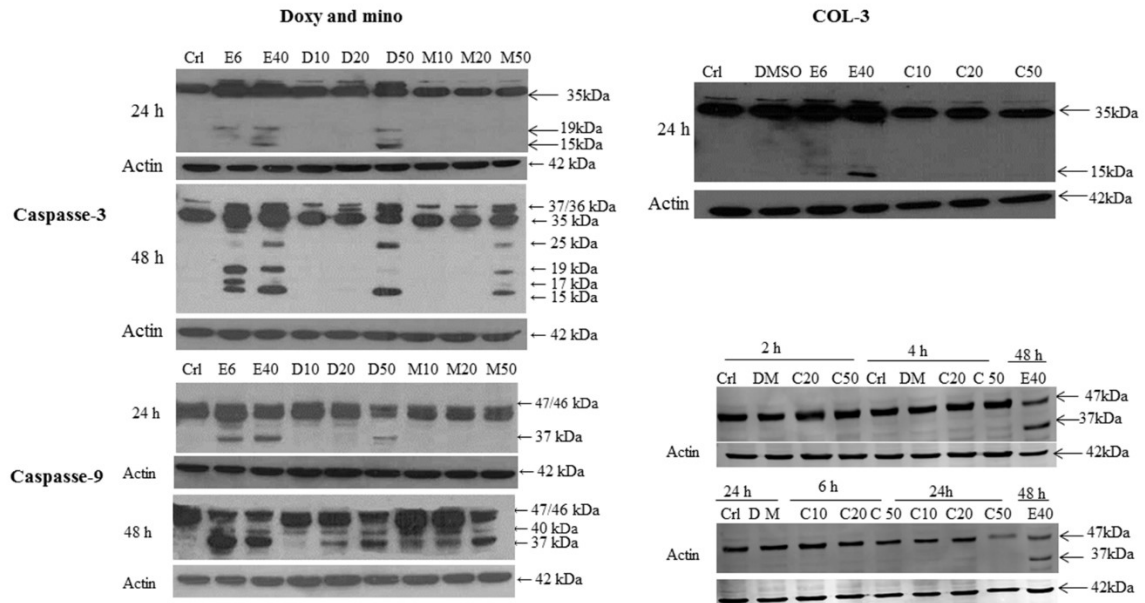 Doxy and mino
Crl E6 E40 D10 D20 D50 M10 M20 M50
24 h
← 35kDa
← 19kDa
← 15kDa
Actin
← 42 kDa
Caspasse-3
48 h
← 37/36 kDa
← 35 kDa
← 25 kDa
← 19 kDa
← 17 kDa
← 15 kDa
Actin
← 42 kDa
Crl E6 E40 D10 D20 D50 M10 M20 M50
24 h
← 47/46 kDa
← 37 kDa
Caspasse-9
Actin
← 42 kDa
48 h
← 47/46 kDa
← 40 kDa
← 37 kDa
Actin
← 42 kDa
COL-3
Crl DMSO E6 E40 C10 C20 C50
24 h
← 35kDa
← 15kDa
Actin
← 42kDa
2 h 4 h 48 h
Crl DM C20 C50 Crl DM C20 C 50 E40
← 47kDa
← 37kDa
Actin
← 42kDa
24 h 6 h 24h 48 h
Crl D M C10 C20 C 50 C10 C20 C50 E40
← 47kDa
Actin
← 37kDa
← 42kDa